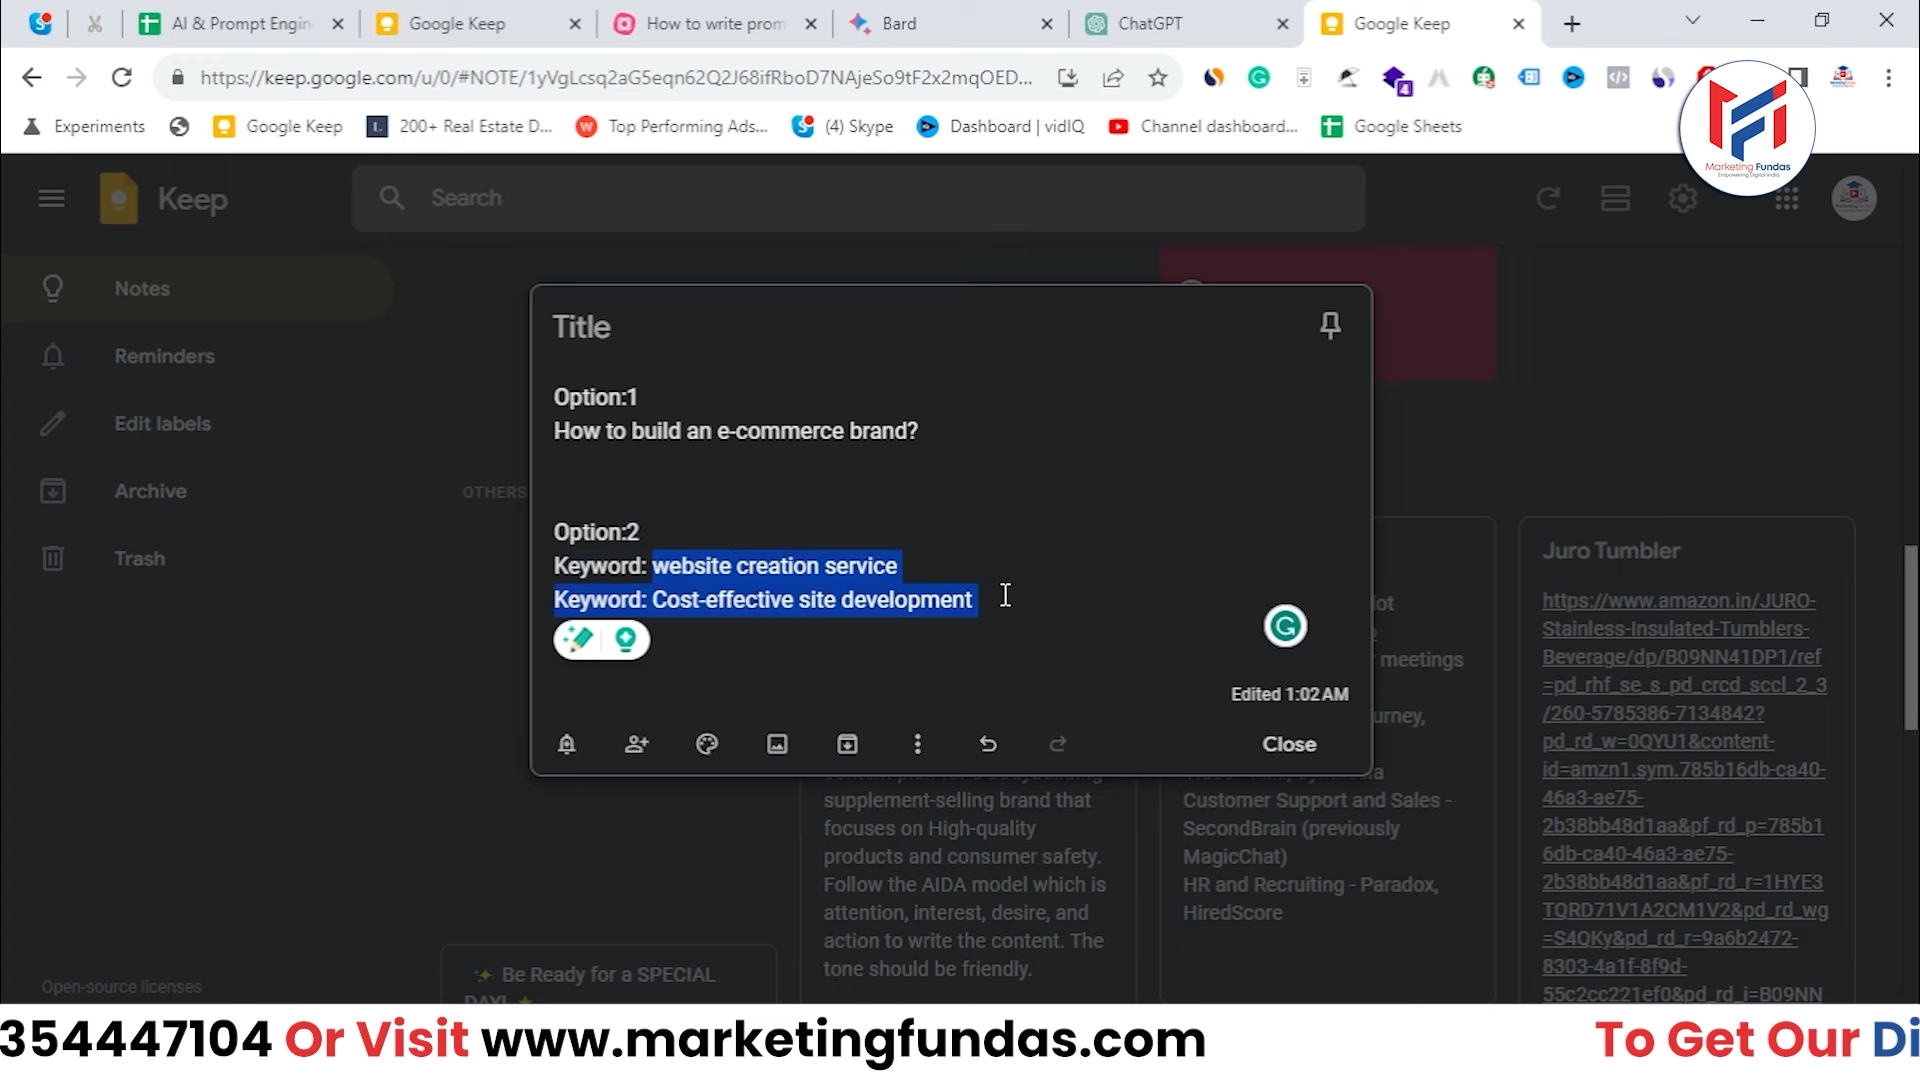 AI & Prompt Engin
Google Keep
How to write prom
Bard
ChatGPT
Google Keep
https://keep.google.com/u/0/#NOTE/1yVgLcsq2aG5eqn62Q2J68ifRboD7NAjeSo9tF2x2mqOED...
4
Experiments
Google Keep
200+ Real Estate D...
Top Performing Ads...
(4) Skype
Dashboard | vidIQ
Channel dashboard...
Google Sheets
Marketing Fundas
Empowering Digital India
Keep
Search
Notes
Reminders
Edit labels
Archive
Trash
Open-source licenses
OTHERS
Title
Option:1
How to build an e-commerce brand?
Option:2
Keyword: website creation service
Keyword: Cost-effective site development
Edited 1:02 AM
Close
Be Ready for a SPECIAL
DAY!
supplement-selling brand that
focuses on High-quality
products and consumer safety.
Follow the AIDA model which is
attention, interest, desire, and
action to write the content. The
tone should be friendly.
meetings
Customer Support and Sales -
SecondBrain (previously
MagicChat)
HR and Recruiting - Paradox,
HiredScore
Juro Tumbler
https://www.amazon.in/JURO-
Stainless-Insulated-Tumblers-
Beverage/dp/B09NN41DP1/ref
=pd_rhf_se_s_pd_crcd_sccl_2_3
/260-5785386-7134842?
pd_rd_w=0QYU1&content-
id=amzn1.sym.785b16db-ca40-
46a3-ae75-
2b38bb48d1aa&pf_rd_p=785b1
6db-ca40-46a3-ae75-
2b38bb48d1aa&pf_rd_r=1HYE3
TQRD71V1A2CM1V2&pd_rd_wg
=S4QKy&pd_rd_r=9a6b2472-
8303-4a1f-8f9d-
55c2cc221ef0&pd_rd_i=B09NN
354447104 Or Visit www.marketingfundas.com
To Get Our Di